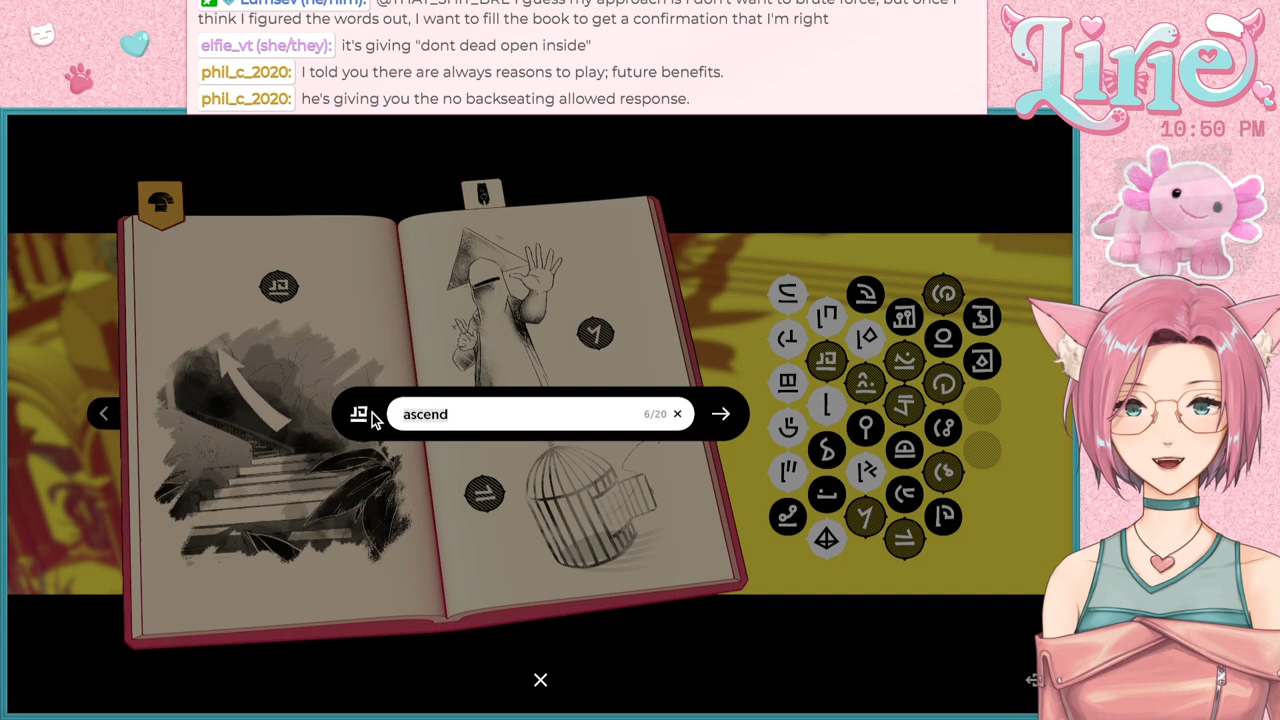 think I figured the words out, I want to fill the book to get a confirmation that I'm right
elfie_vt (she/they): it's giving "dont dead open inside"
phil_c_2020: I told you there are always reasons to play; future benefits.
phil_c_2020: he's giving you the no backseating allowed response.
Lirie
10:50 PM
ascend 6/20